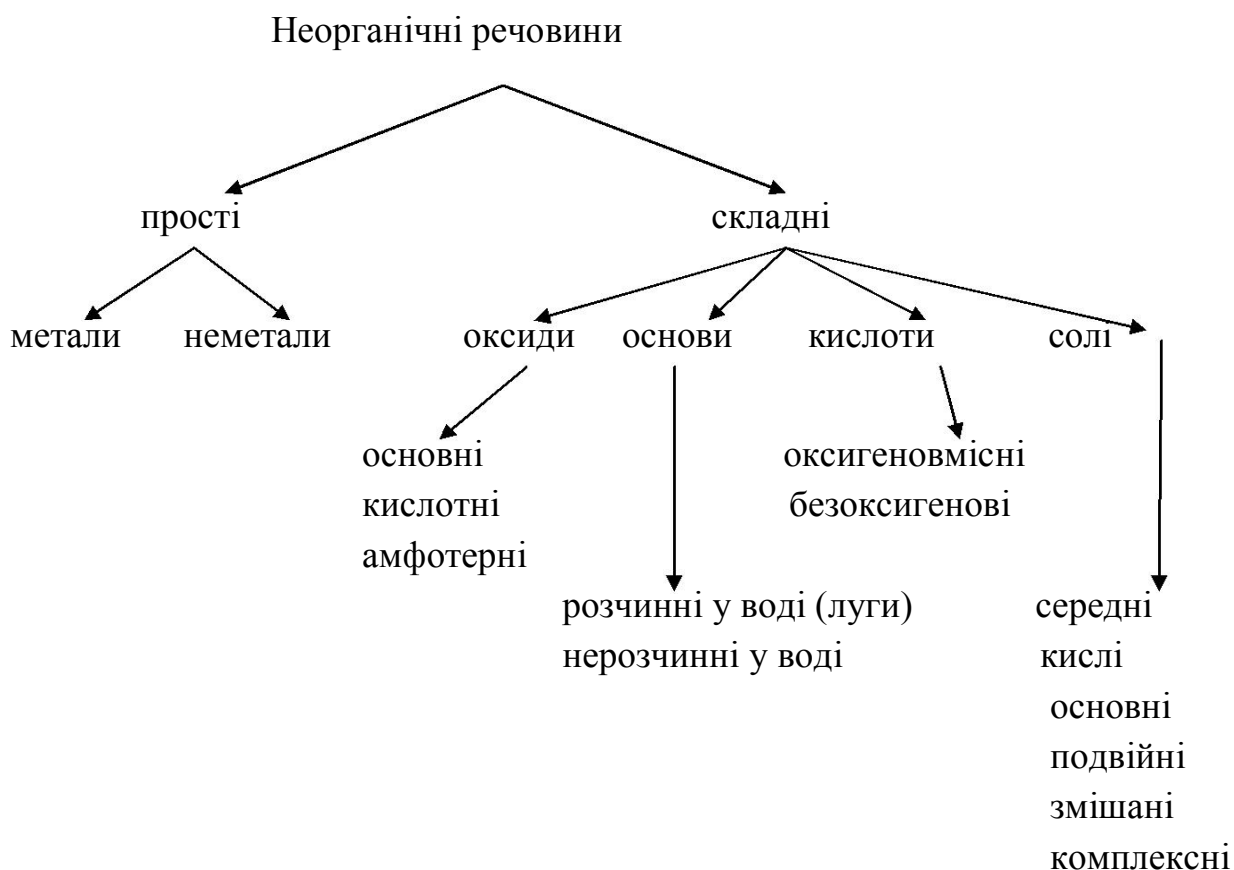 Неорганічні речовини
прості складні
метали неметали оксиди основи кислоти солі
основні
кислотні
амфотерні
оксигеновмісні
безоксигенові
розчинні у воді (луги)
нерозчинні у воді
середні
кислі
основні
подвійні
змішані
комплексні